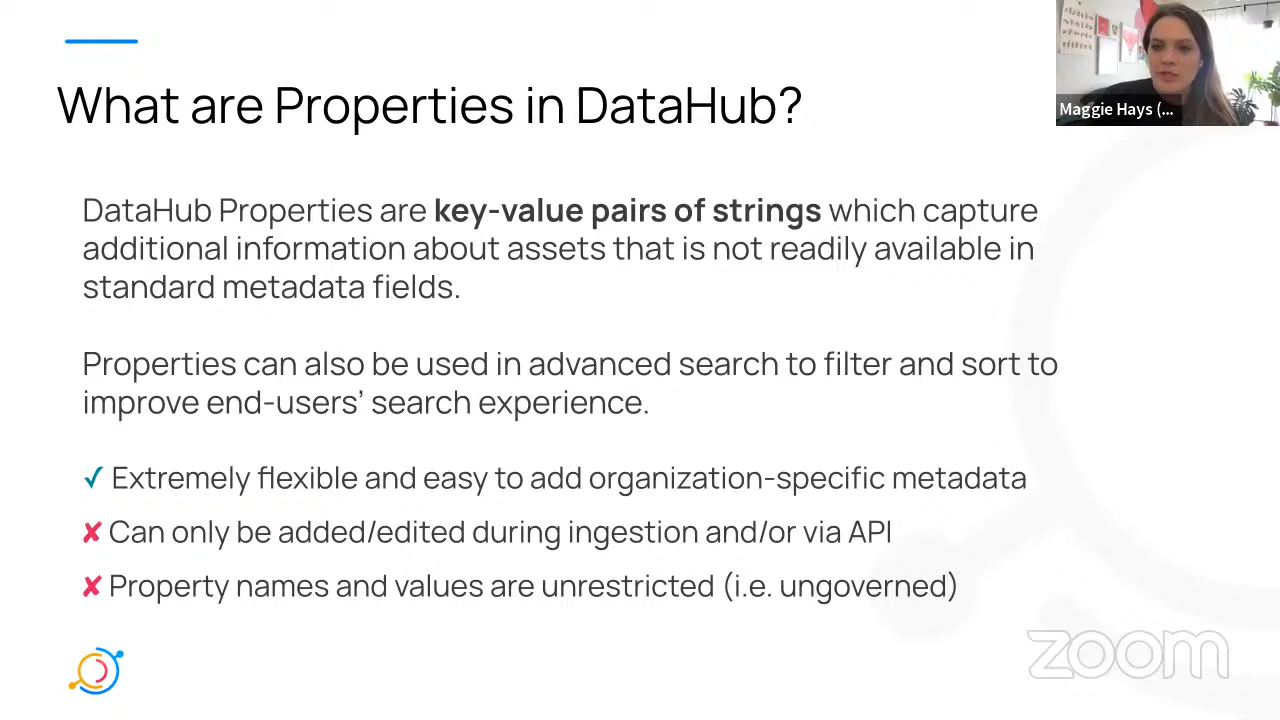 What are Properties in DataHub?
Maggie Hays (...
DataHub Properties are key-value pairs of strings which capture
additional information about assets that is not readily available in
standard metadata fields.
Properties can also be used in advanced search to filter and sort to
improve end-users’ search experience.
✓ Extremely flexible and easy to add organization-specific metadata
✘ Can only be added/edited during ingestion and/or via API
✘ Property names and values are unrestricted (i.e. ungoverned)
zoom